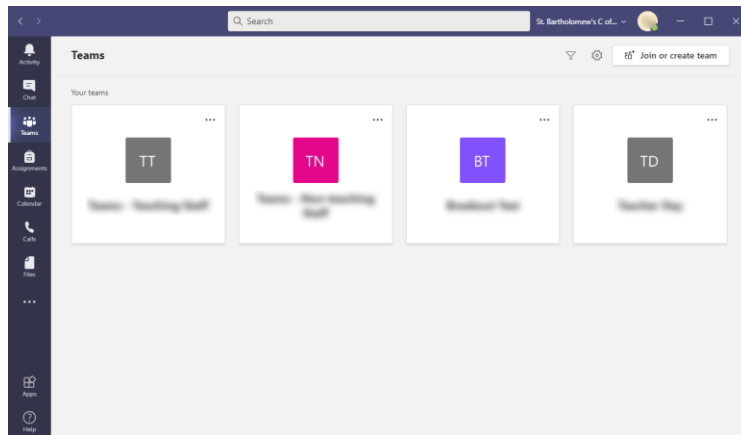 Search
St. Bartholomew's C of...
Activity
Chat
Teams
Assignments
Calendar
Calls
Files
Apps
Help
Teams
Join or create team
Your teams
TT
TN
BT
TD